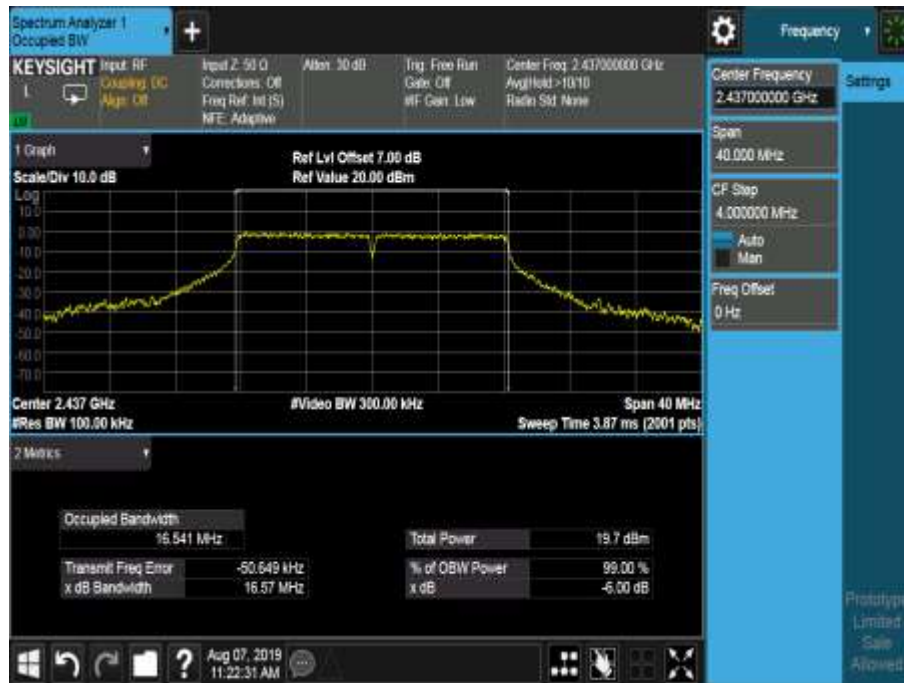 Spectrum Analyzer 1
Occupied BW
+
Frequency
KEYSIGHT
L
Input: RF
Coupling: DC
Align: Off
Input Z: 50 Ω
Corrections: Off
Freq Ref: Int (S)
NFE: Adaptive
Atten: 30 dB
Trig: Free Run
Gate: Off
#IF Gain: Low
Center Freq: 2.437000000 GHz
Avg|Hold:>10/10
Radio Std: None
Center Frequency
2.437000000 GHz
Settings
Span
40.000 MHz
CF Step
4.000000 MHz
Auto
Man
Freq Offset
0 Hz
1 Graph
Scale/Div 10.0 dB
Ref Lvl Offset 7.00 dB
Ref Value 20.00 dBm
Log
10.0
0.00
-10.0
-20.0
-30.0
-40.0
-50.0
-60.0
-70.0
Center 2.437 GHz
#Video BW 300.00 kHz
Span 40 MHz
#Res BW 100.00 kHz
Sweep Time 3.87 ms (2001 pts)
2 Metrics
Occupied Bandwidth
16.541 MHz
Total Power 19.7 dBm
Transmit Freq Error -50.649 kHz
% of OBW Power 99.00 %
x dB Bandwidth 16.57 MHz
x dB -6.00 dB
Prototype
Limited
Sale
Allowed
?
Aug 07, 2019
11:22:31 AM